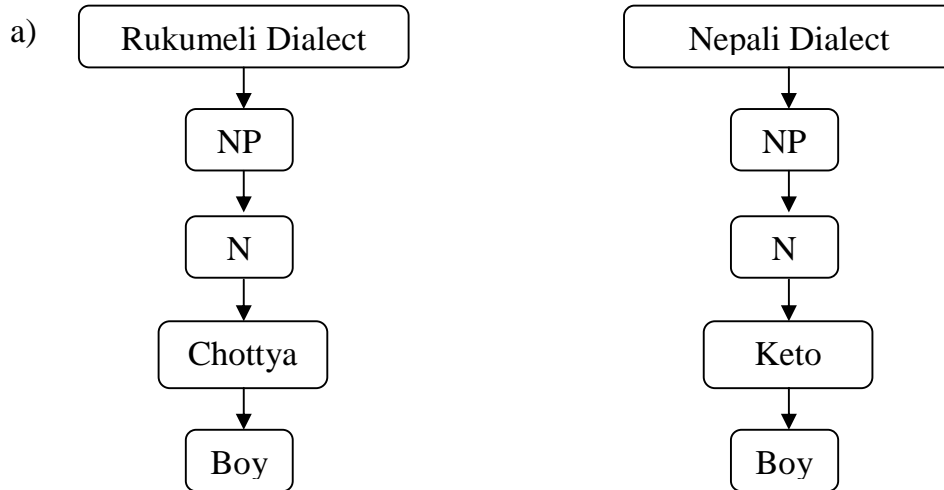 a) Rukumeli Dialect Nepali Dialect
NP NP
N N
Chottya Keto
Boy Boy